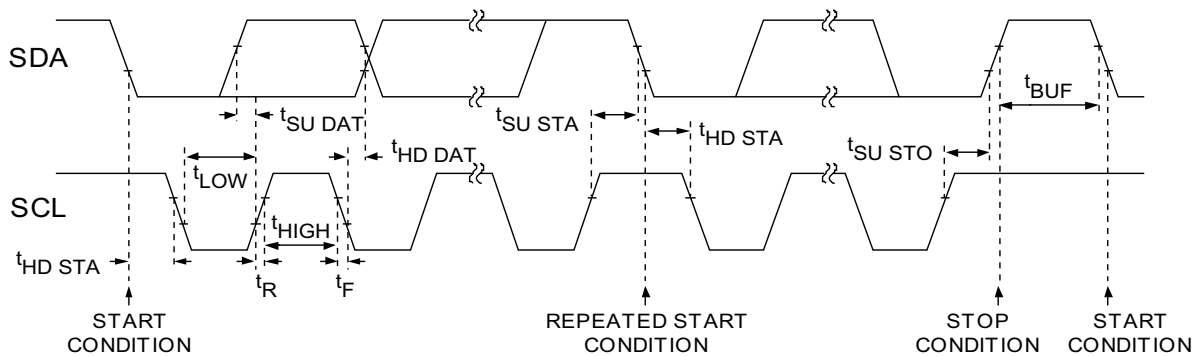 SDA
tBUF
tSU DAT
tSU STA
tHD STA
tHD DAT
tSU STO
tLOW
SCL
tHIGH
tHD STA
tR
tF
START
CONDITION
REPEATED START
CONDITION
STOP
CONDITION
START
CONDITION